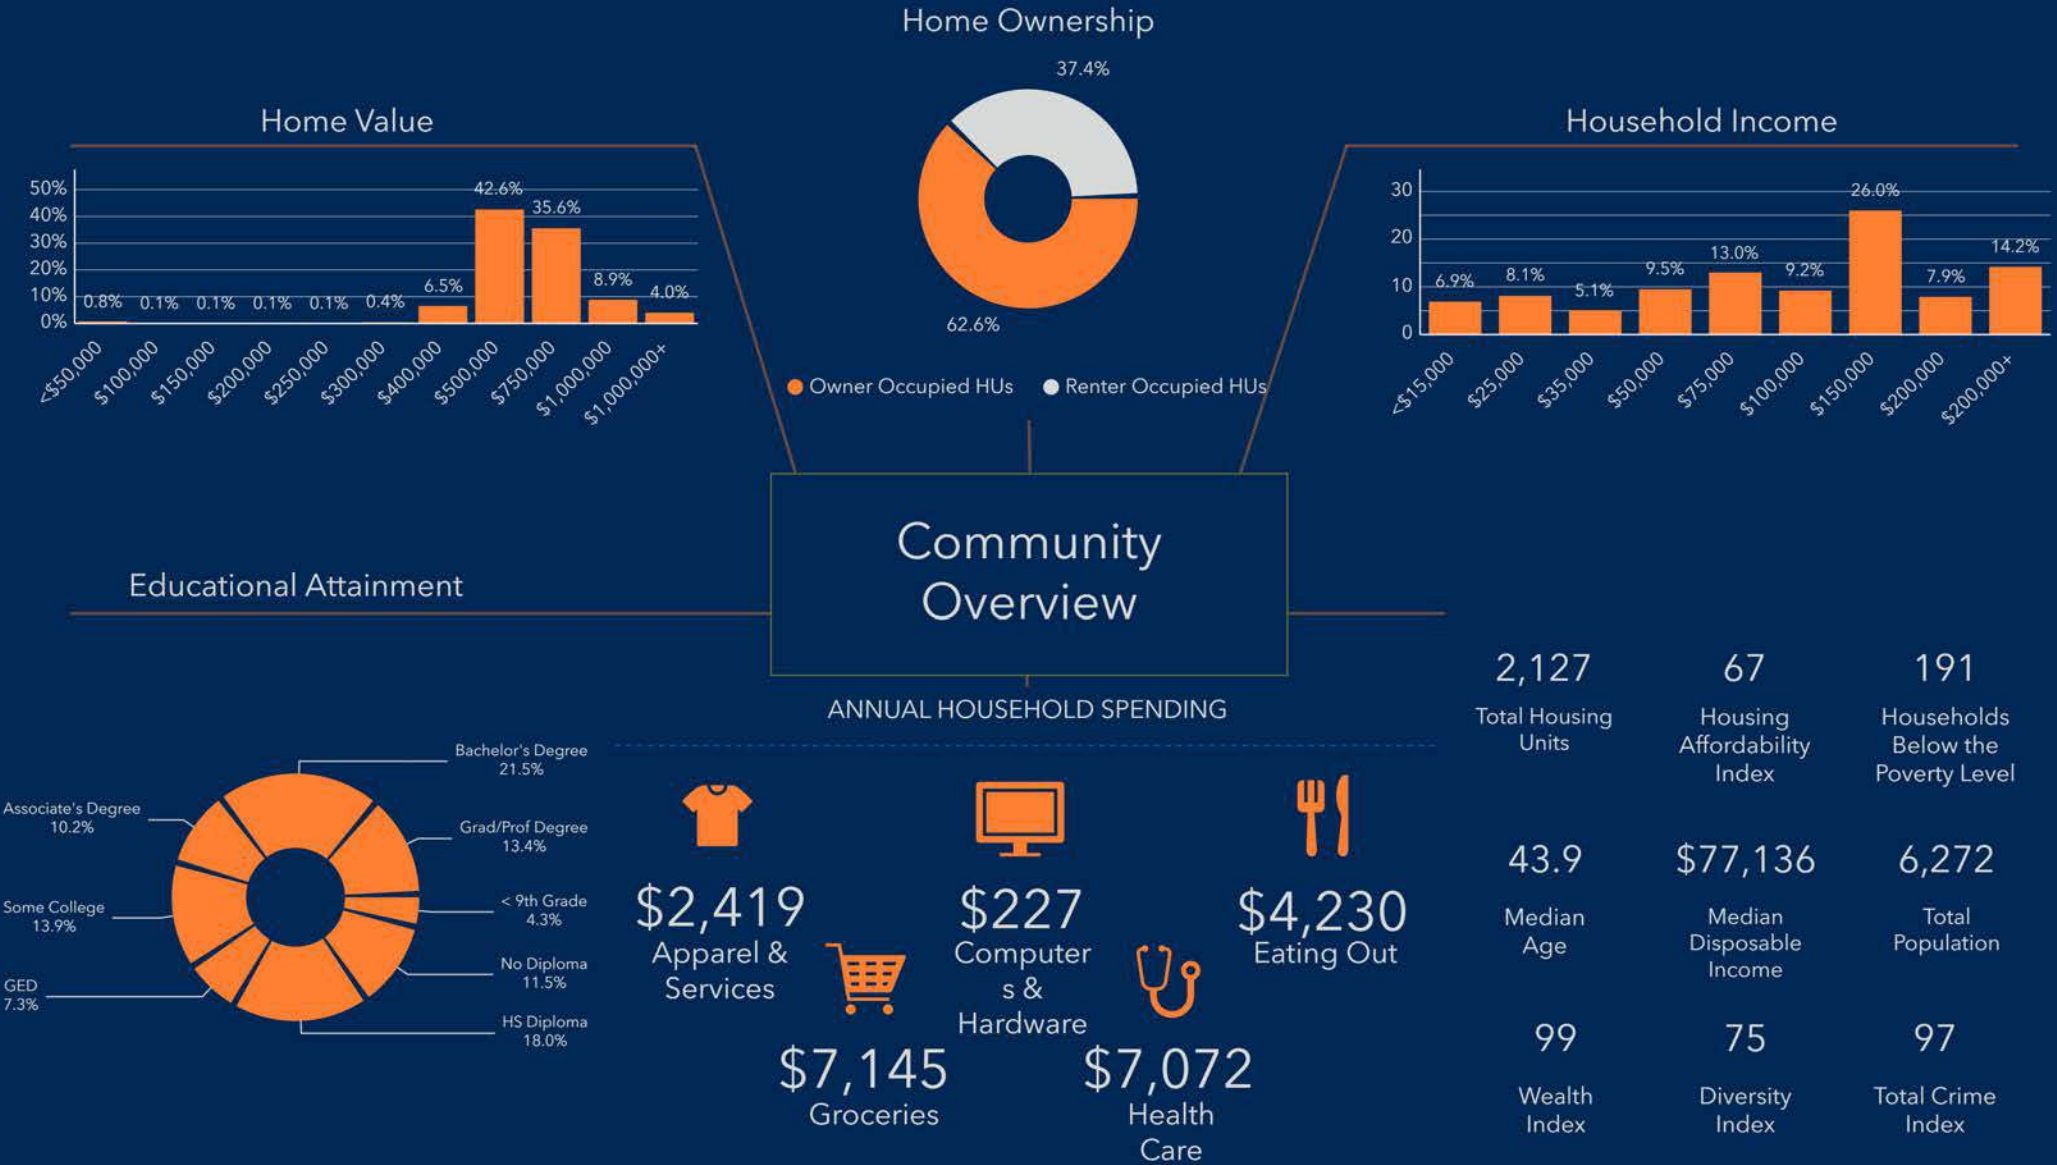 Home Ownership
37.4%
62.6%
Owner Occupied HUs
Renter Occupied HUs
Home Value
50%
40%
30%
20%
10%
0%
0.8%
0.1%
0.1%
0.1%
0.1%
0.4%
6.5%
42.6%
35.6%
8.9%
4.0%
<$50,000
$100,000
$150,000
$200,000
$250,000
$300,000
$400,000
$500,000
$750,000
$1,000,000
$1,000,000+
Household Income
30
20
10
0
6.9%
8.1%
5.1%
9.5%
13.0%
9.2%
26.0%
7.9%
14.2%
<$15,000
$25,000
$35,000
$50,000
$75,000
$100,000
$150,000
$200,000
$200,000+
Community
Overview
Educational Attainment
Bachelor's Degree
21.5%
Grad/Prof Degree
13.4%
< 9th Grade
4.3%
No Diploma
11.5%
HS Diploma
18.0%
GED
7.3%
Some College
13.9%
Associate's Degree
10.2%
ANNUAL HOUSEHOLD SPENDING
$2,419
Apparel &
Services
$227
Computer
s &
Hardware
$4,230
Eating Out
$7,145
Groceries
$7,072
Health
Care
2,127
Total Housing
Units
67
Housing
Affordability
Index
191
Households
Below the
Poverty Level
43.9
Median
Age
$77,136
Median
Disposable
Income
6,272
Total
Population
99
Wealth
Index
75
Diversity
Index
97
Total Crime
Index